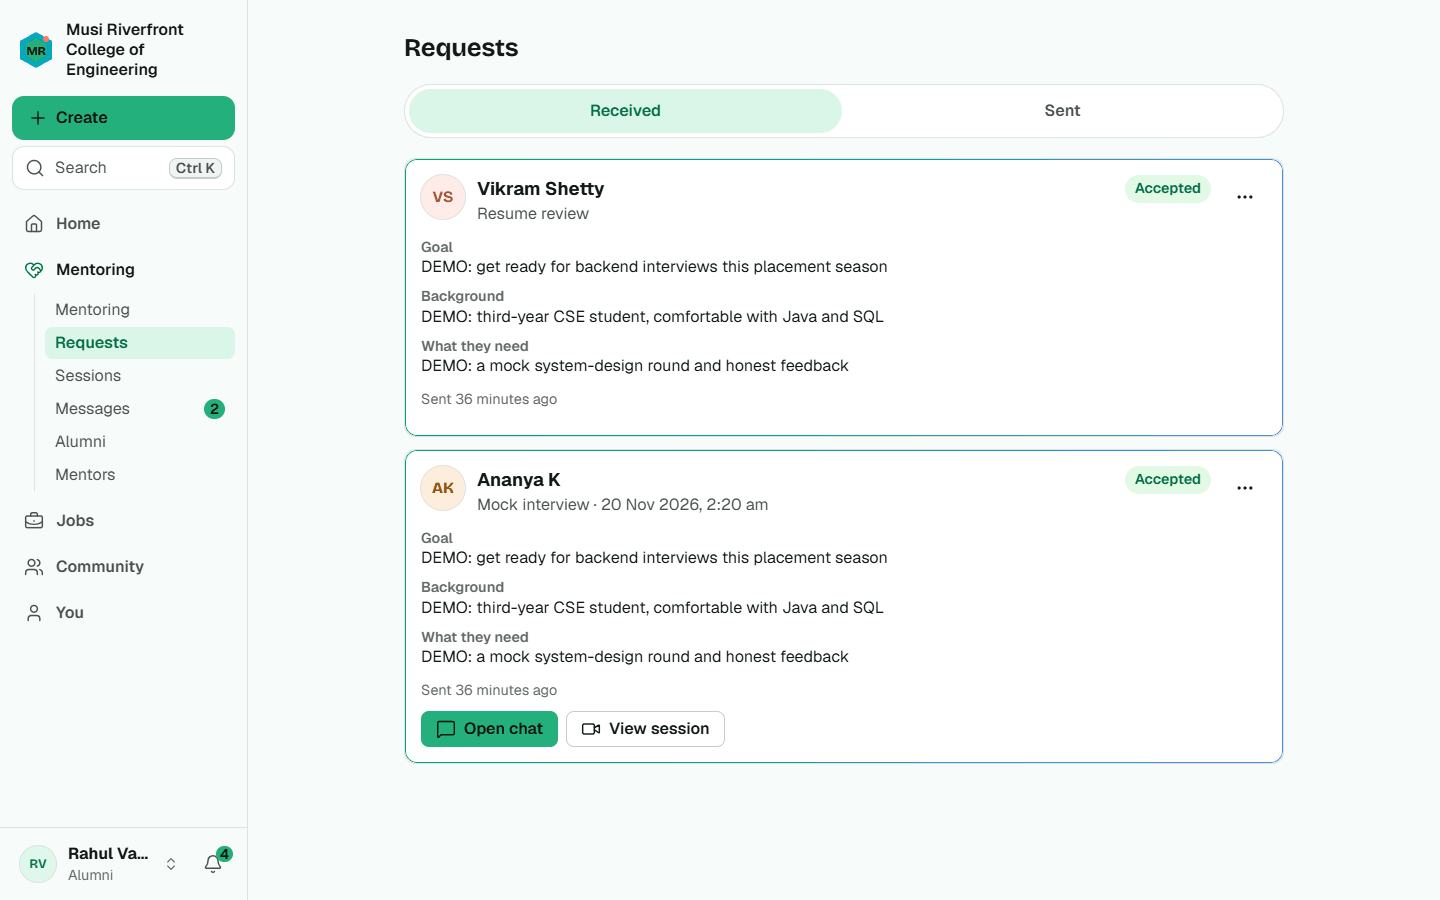 MR
Musi Riverfront
College of
Engineering
Create
Search
Ctrl K
Home
Mentoring
Mentoring
Requests
Sessions
Messages
2
Alumni
Mentors
Jobs
Community
You
RV
Rahul Va...
Alumni
4
Requests
Received
Sent
VS
Vikram Shetty
Accepted
Resume review
Goal
DEMO: get ready for backend interviews this placement season
Background
DEMO: third-year CSE student, comfortable with Java and SQL
What they need
DEMO: a mock system-design round and honest feedback
Sent 36 minutes ago
AK
Ananya K
Accepted
Mock interview · 20 Nov 2026, 2:20 am
Goal
DEMO: get ready for backend interviews this placement season
Background
DEMO: third-year CSE student, comfortable with Java and SQL
What they need
DEMO: a mock system-design round and honest feedback
Sent 36 minutes ago
Open chat
View session